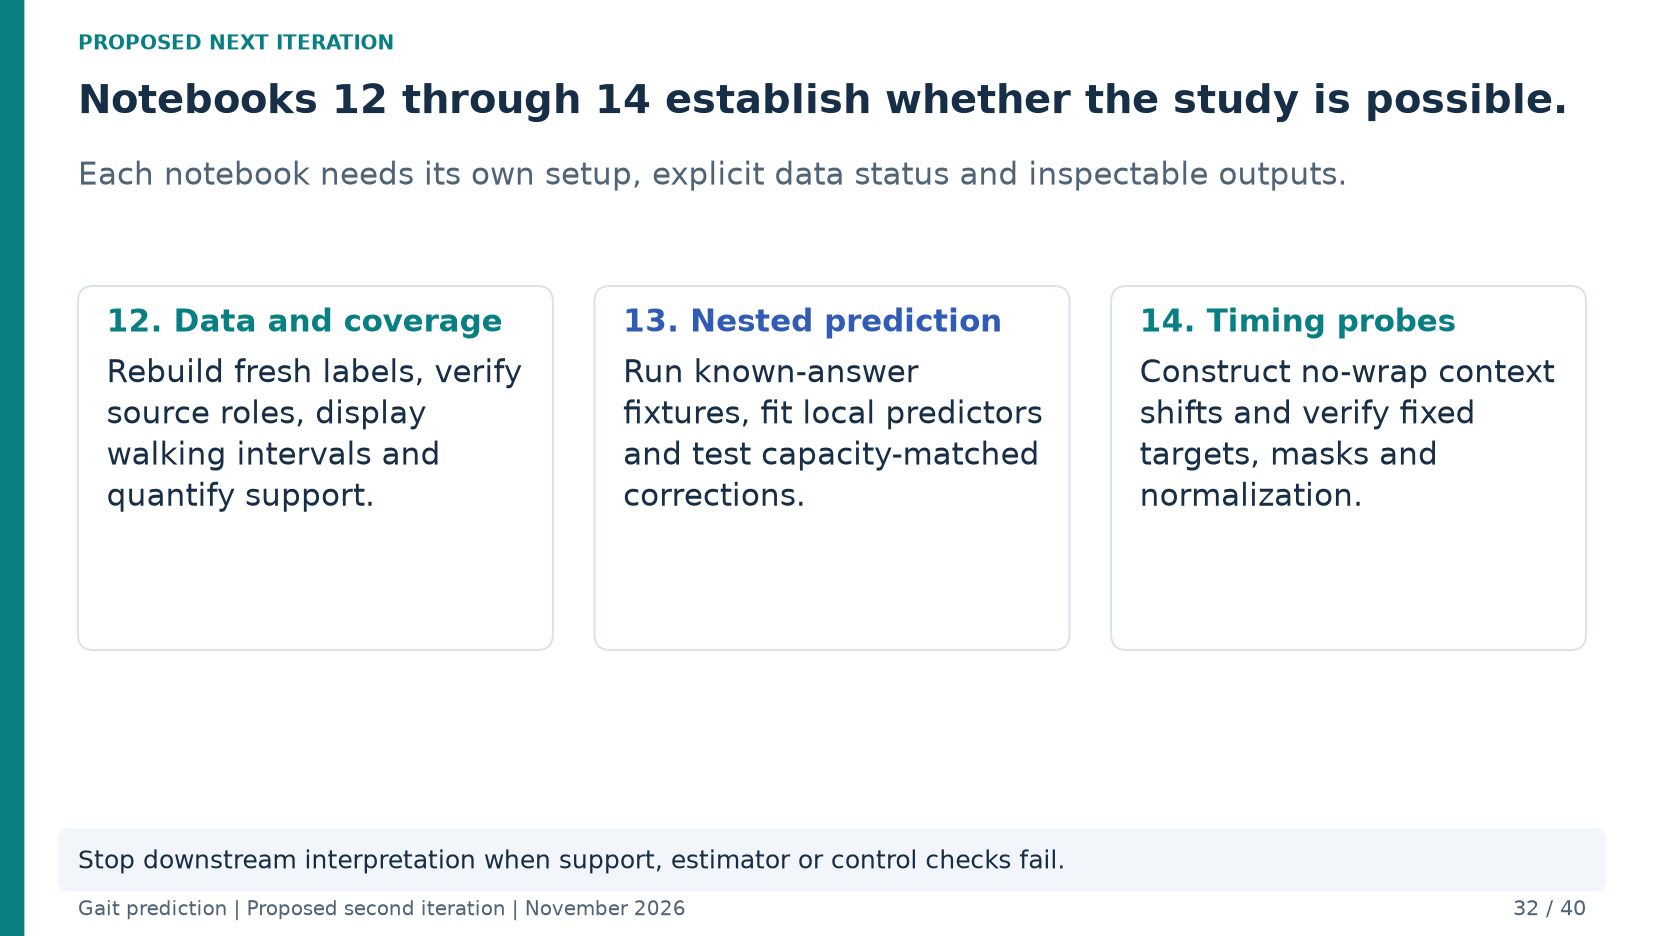 PROPOSED NEXT ITERATION
Notebooks 12 through 14 establish whether the study is possible.
Each notebook needs its own setup, explicit data status and inspectable outputs.
12. Data and coverage
Rebuild fresh labels, verify
source roles, display
walking intervals and
quantify support.
13. Nested prediction
Run known-answer
fixtures, fit local predictors
and test capacity-matched
corrections.
14. Timing probes
Construct no-wrap context
shifts and verify fixed
targets, masks and
normalization.
Stop downstream interpretation when support, estimator or control checks fail.
Gait prediction | Proposed second iteration | November 2026
32 / 40